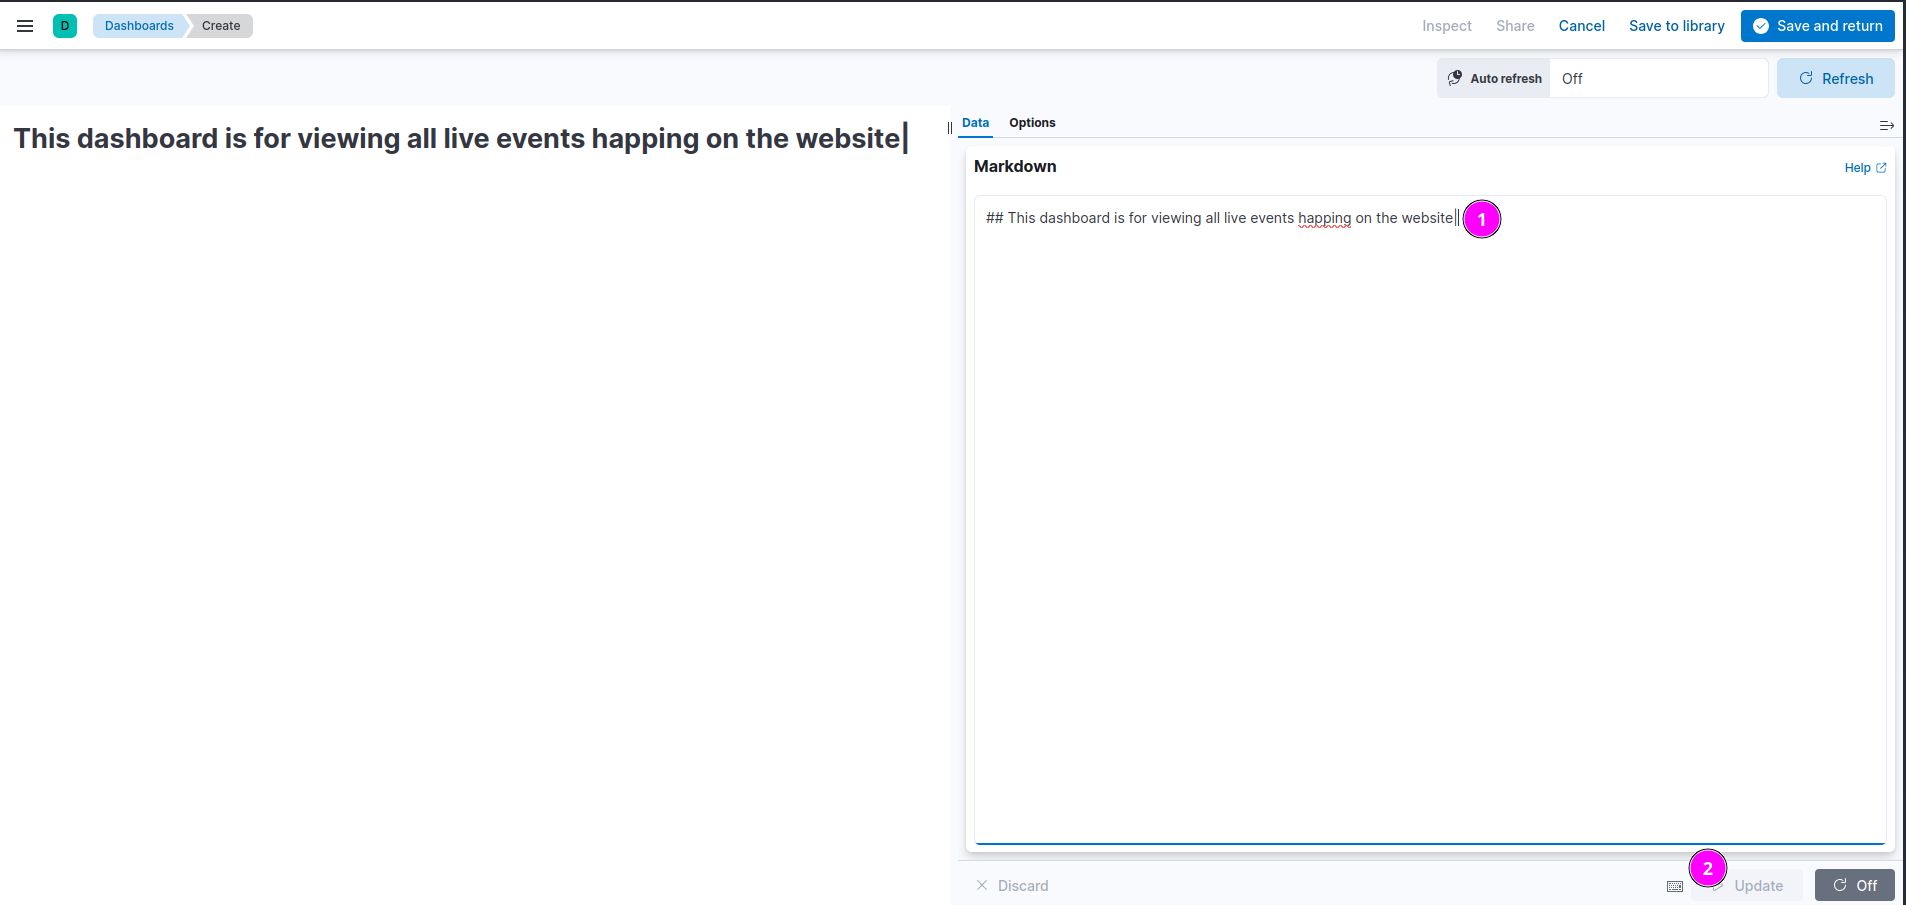 D Dashboards Create Inspect Share Cancel Save to library Save and return
Auto refresh Off Refresh
This dashboard is for viewing all live events happing on the website|
Data Options
Markdown Help
## This dashboard is for viewing all live events happing on the website|
1
2
Discard Update Off